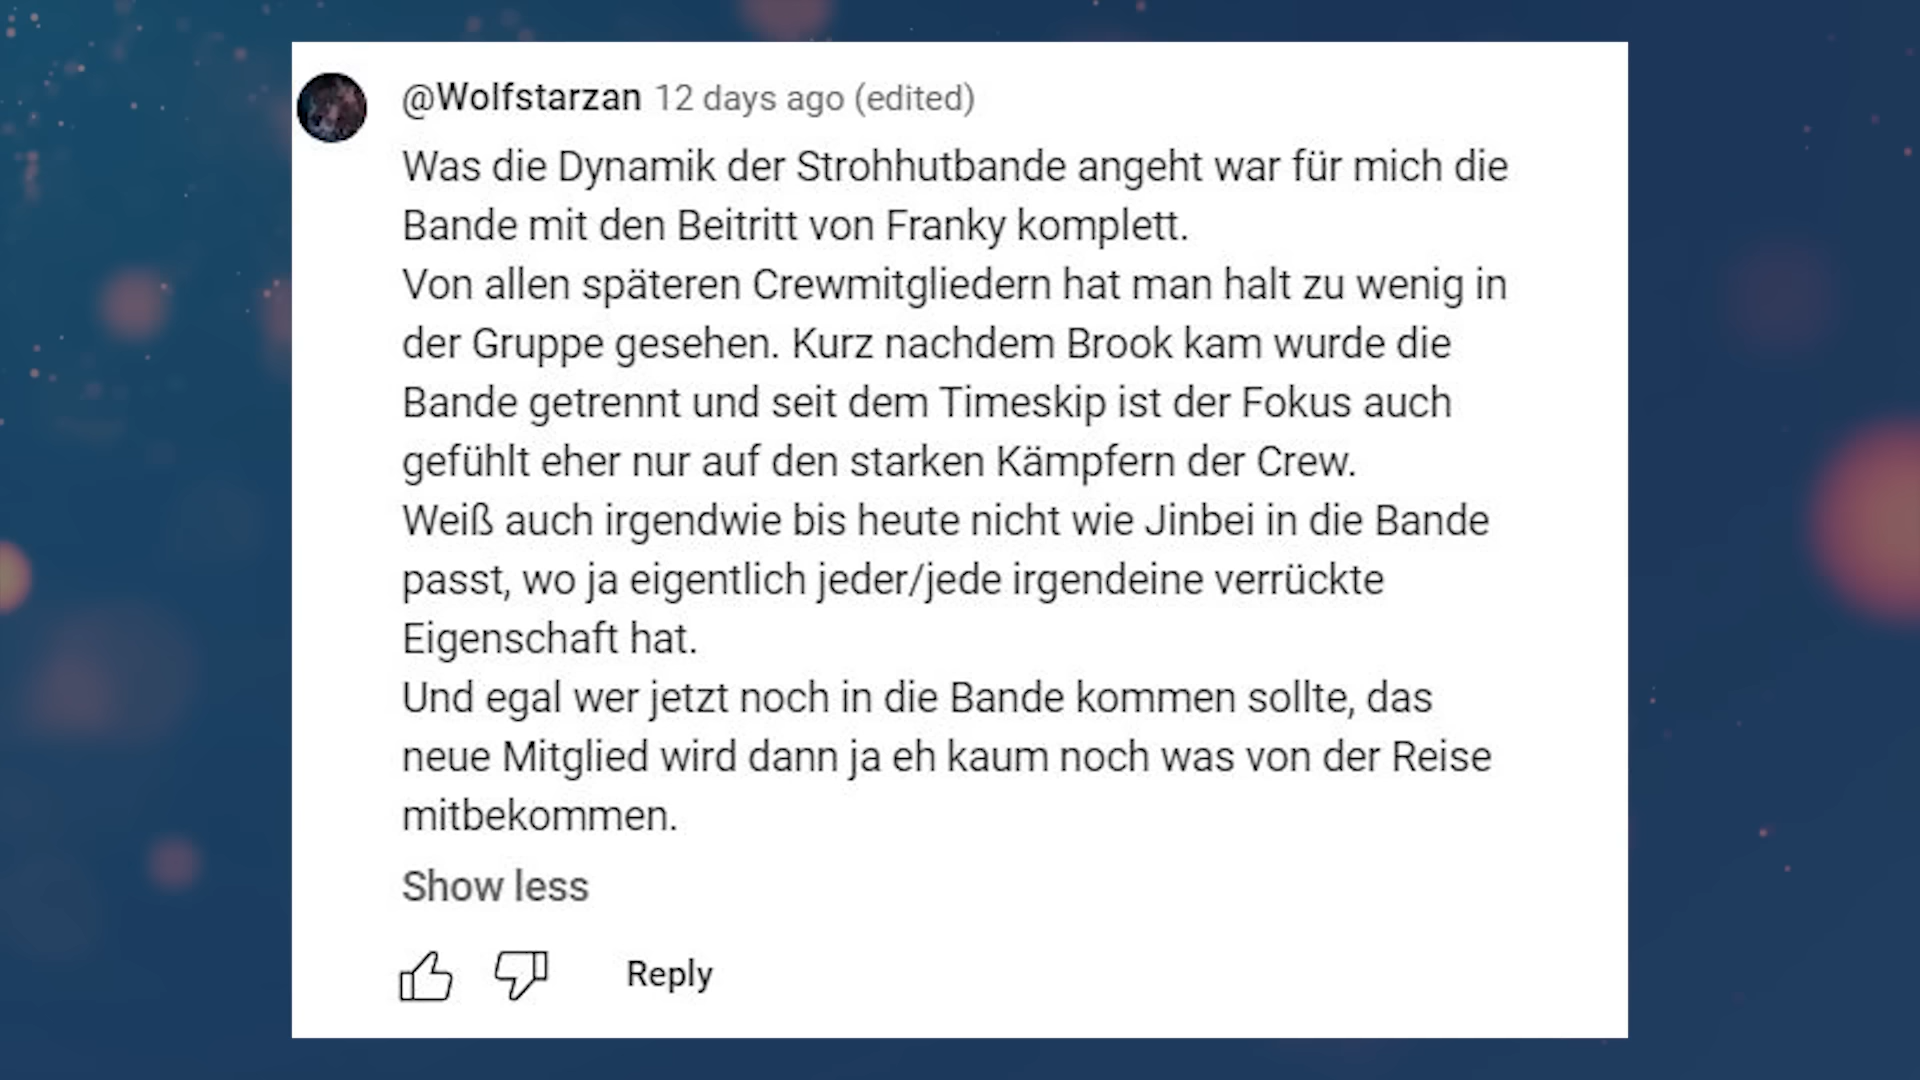 @Wolfstarzan 12 days ago (edited)
Was die Dynamik der Strohhutbande angeht war für mich die
Bande mit den Beitritt von Franky komplett.
Von allen späteren Crewmitgliedern hat man halt zu wenig in
der Gruppe gesehen. Kurz nachdem Brook kam wurde die
Bande getrennt und seit dem Timeskip ist der Fokus auch
gefühlt eher nur auf den starken Kämpfern der Crew.
Weiß auch irgendwie bis heute nicht wie Jinbei in die Bande
passt, wo ja eigentlich jeder/jede irgendeine verrückte
Eigenschaft hat.
Und egal wer jetzt noch in die Bande kommen sollte, das
neue Mitglied wird dann ja eh kaum noch was von der Reise
mitbekommen.
Show less
Reply